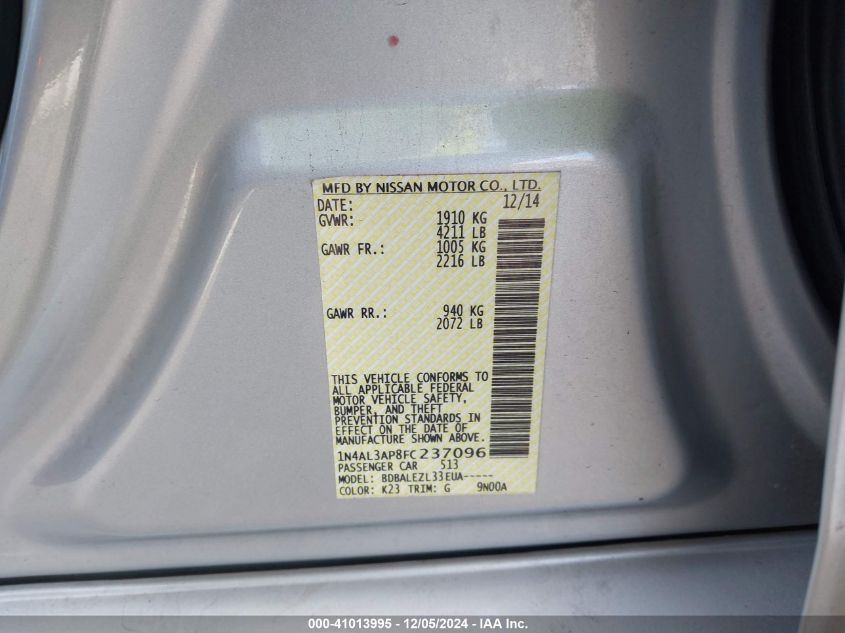 MFD BY NISSAN MOTOR CO., LTD.
DATE: 12/14
GVWR: 1910 KG
4211 LB
GAWR FR.: 1005 KG
2216 LB
GAWR RR.: 940 KG
2072 LB
THIS VEHICLE CONFORMS TO
ALL APPLICABLE FEDERAL
MOTOR VEHICLE SAFETY,
BUMPER, AND THEFT
PREVENTION STANDARDS IN
EFFECT ON THE DATE OF
MANUFACTURE SHOWN ABOVE.
1N4AL3AP8FC237096
PASSENGER CAR 513
MODEL: BDBALEZL33EUA-----
COLOR: K23 TRIM: G 9N00A
000-41013995 - 12/05/2024 - IAA Inc.